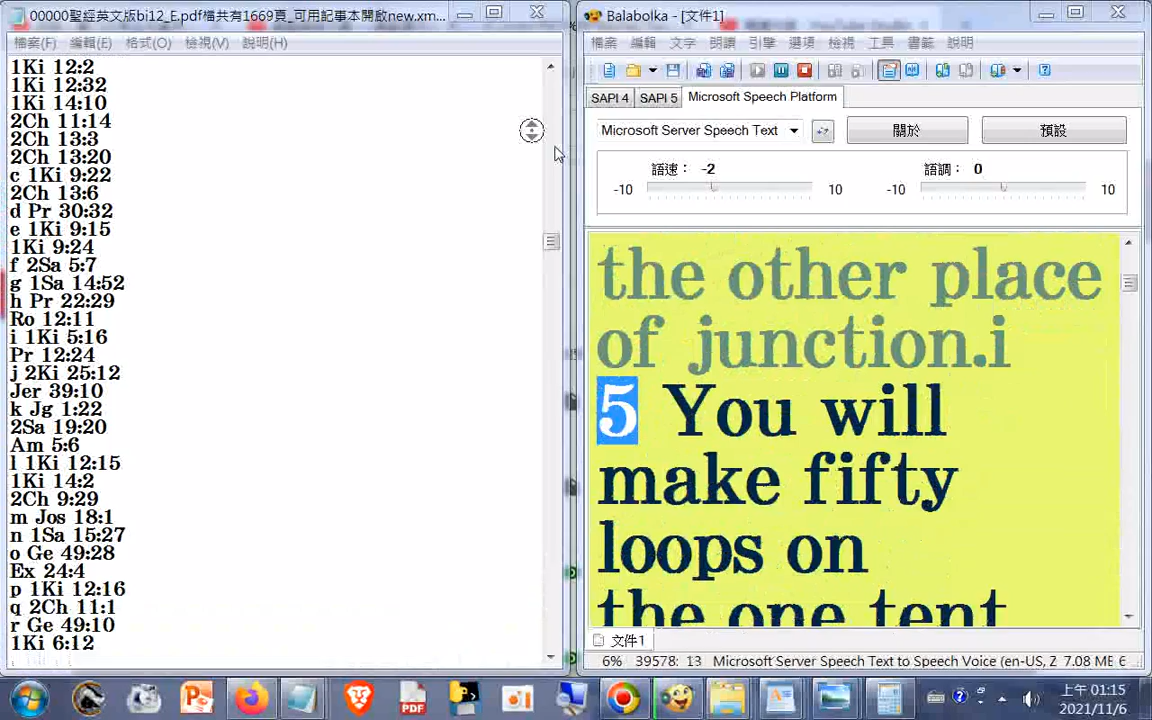 00000聖經英文版bi12_E.pdf檔共有1669頁_可用記事本開啟new.xm...
檔案(F) 編輯(E) 格式(O) 檢視(V) 說明(H)
1Ki 12:2
1Ki 12:32
1Ki 14:10
2Ch 11:14
2Ch 13:3
2Ch 13:20
c 1Ki 9:22
2Ch 13:6
d Pr 30:32
e 1Ki 9:15
1Ki 9:24
f 2Sa 5:7
g 1Sa 14:52
h Pr 22:29
Ro 12:11
i 1Ki 5:16
Pr 12:24
j 2Ki 25:12
Jer 39:10
k Jg 1:22
2Sa 19:20
Am 5:6
l 1Ki 12:15
1Ki 14:2
2Ch 9:29
m Jos 18:1
n 1Sa 15:27
o Ge 49:28
Ex 24:4
p 1Ki 12:16
q 2Ch 11:1
r Ge 49:10
1Ki 6:12
Balabolka - [文件1]
檔案 編輯 文字 朗讀 引擎 選項 檢視 工具 書籤 說明
SAPI 4 SAPI 5 Microsoft Speech Platform
Microsoft Server Speech Text 關於 預設
語速： -2 語調： 0
-10 10 -10 10
the other place
of junction.i
5 You will
make fifty
loops on
the one tent
文件1
6% 39578: 13 Microsoft Server Speech Text to Speech Voice (en-US, Z 7.08 MB 6
PDF
上午 01:15
2021/11/6